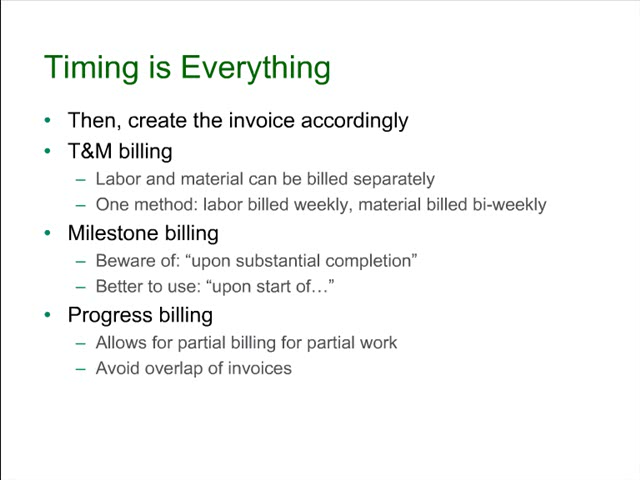 Timing is Everything
• Then, create the invoice accordingly
• T&M billing
– Labor and material can be billed separately
– One method: labor billed weekly, material billed bi-weekly
• Milestone billing
– Beware of: “upon substantial completion”
– Better to use: “upon start of…”
• Progress billing
– Allows for partial billing for partial work
– Avoid overlap of invoices